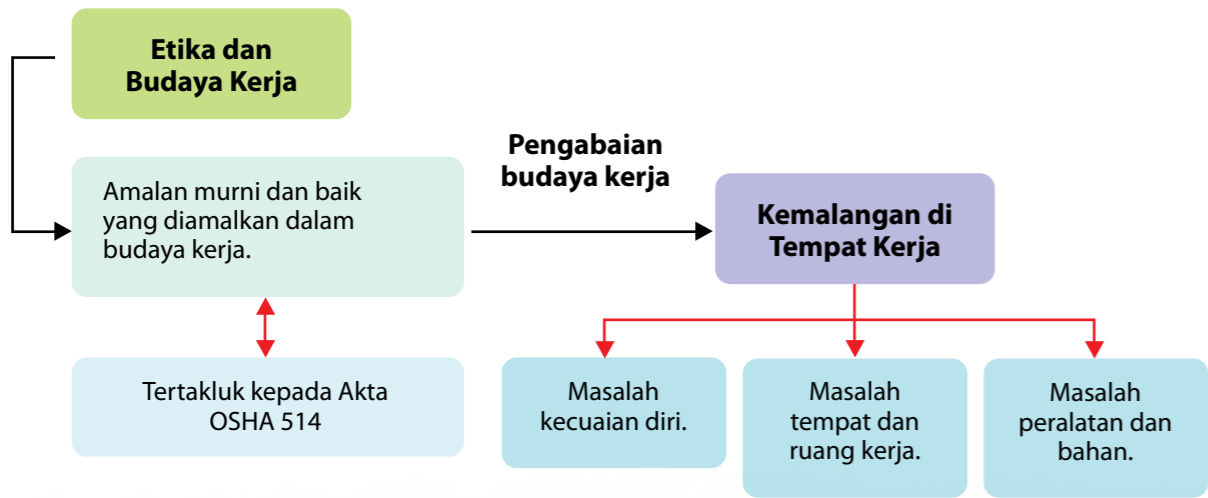 Etika dan
Budaya Kerja
Amalan murni dan baik
yang diamalkan dalam
budaya kerja.
Tertakluk kepada Akta
OSHA 514
Pengabaian
budaya kerja
Kemalangan di
Tempat Kerja
Masalah
kecuaian diri.
Masalah
tempat dan
ruang kerja.
Masalah
peralatan dan
bahan.